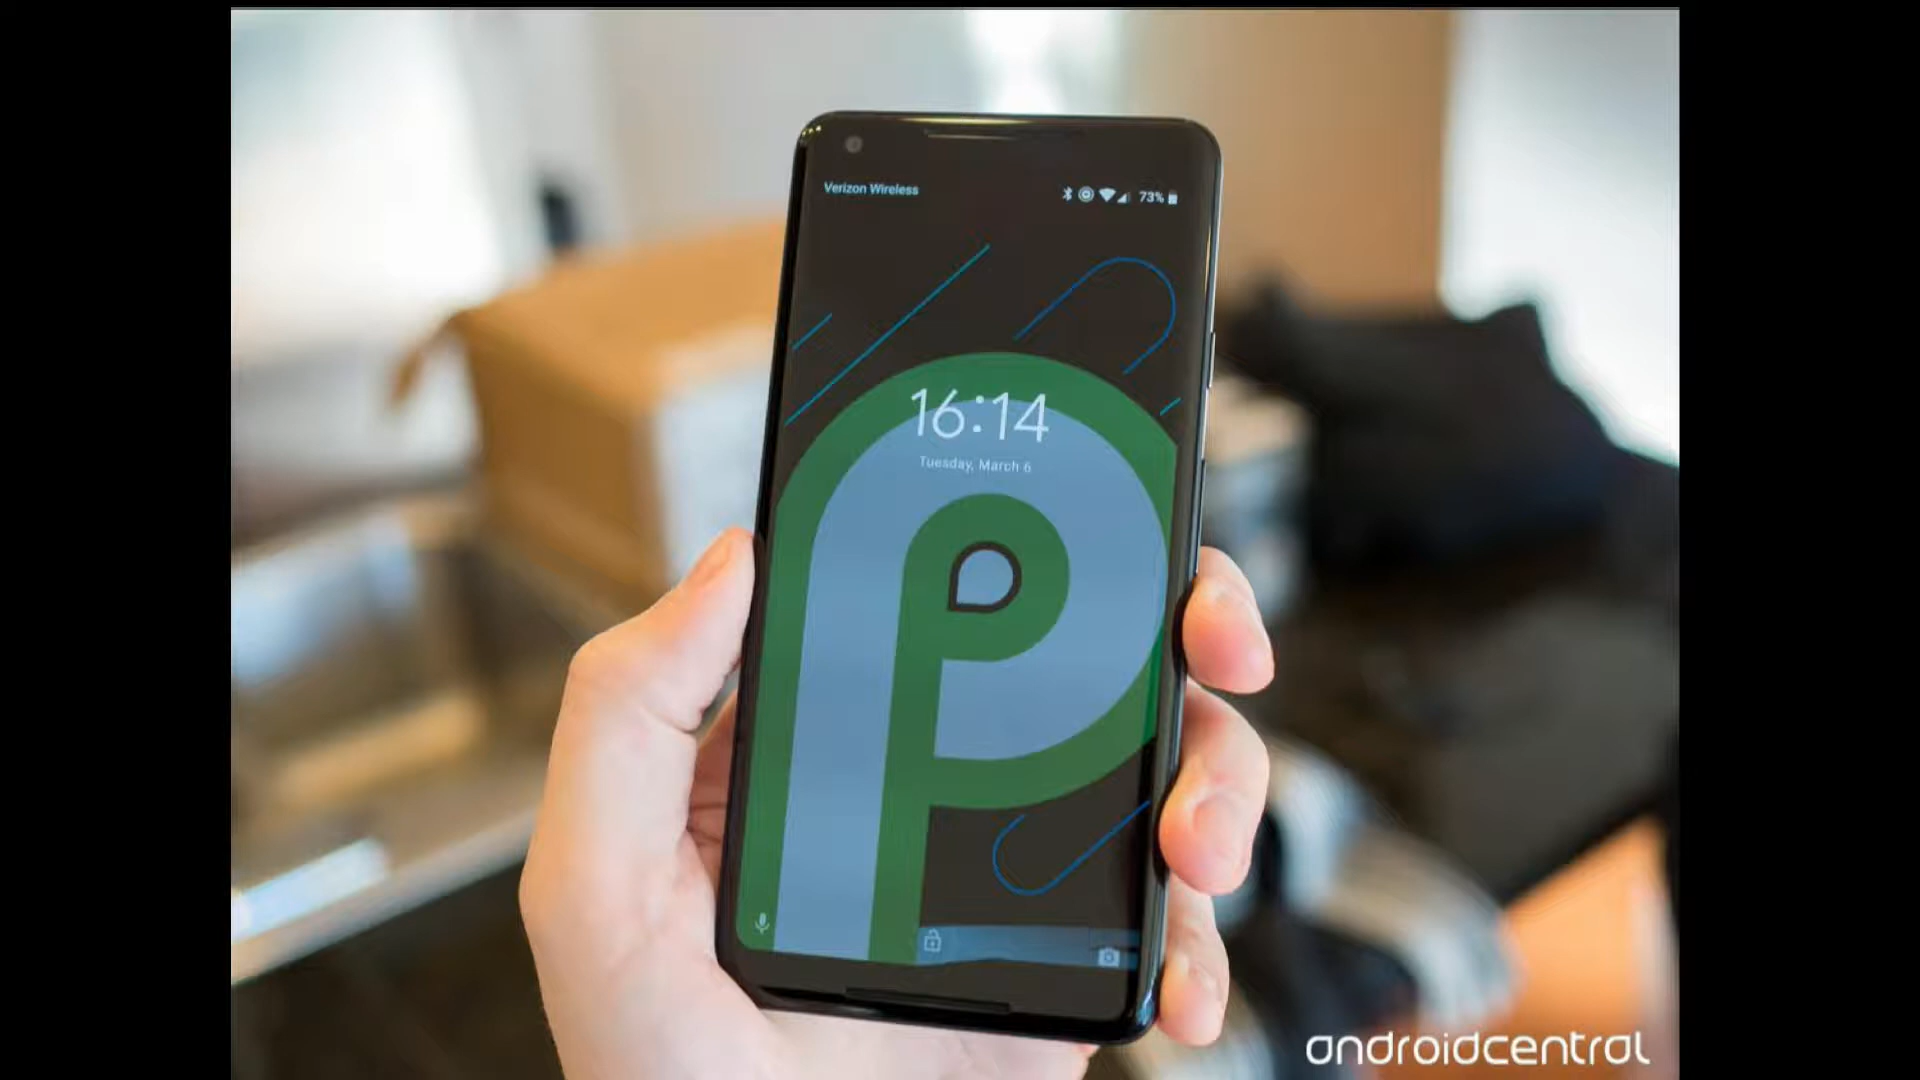 Verizon Wireless
73%
16:14
Tuesday, March 6
P
androidcentral